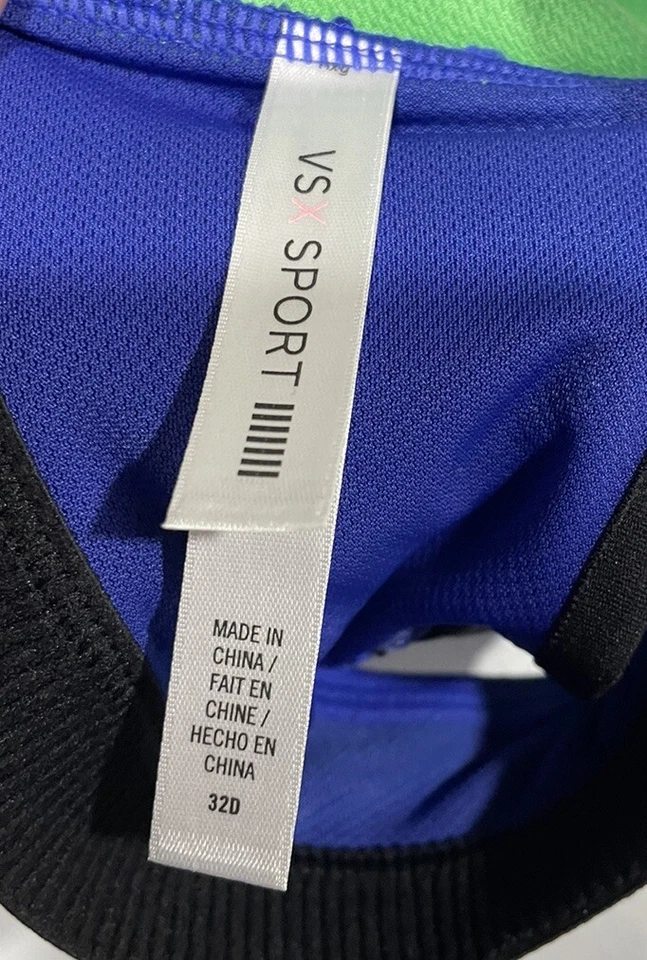 VSX SPORT
MADE IN
CHINA /
FAIT EN
CHINE /
HECHO EN
CHINA
32D